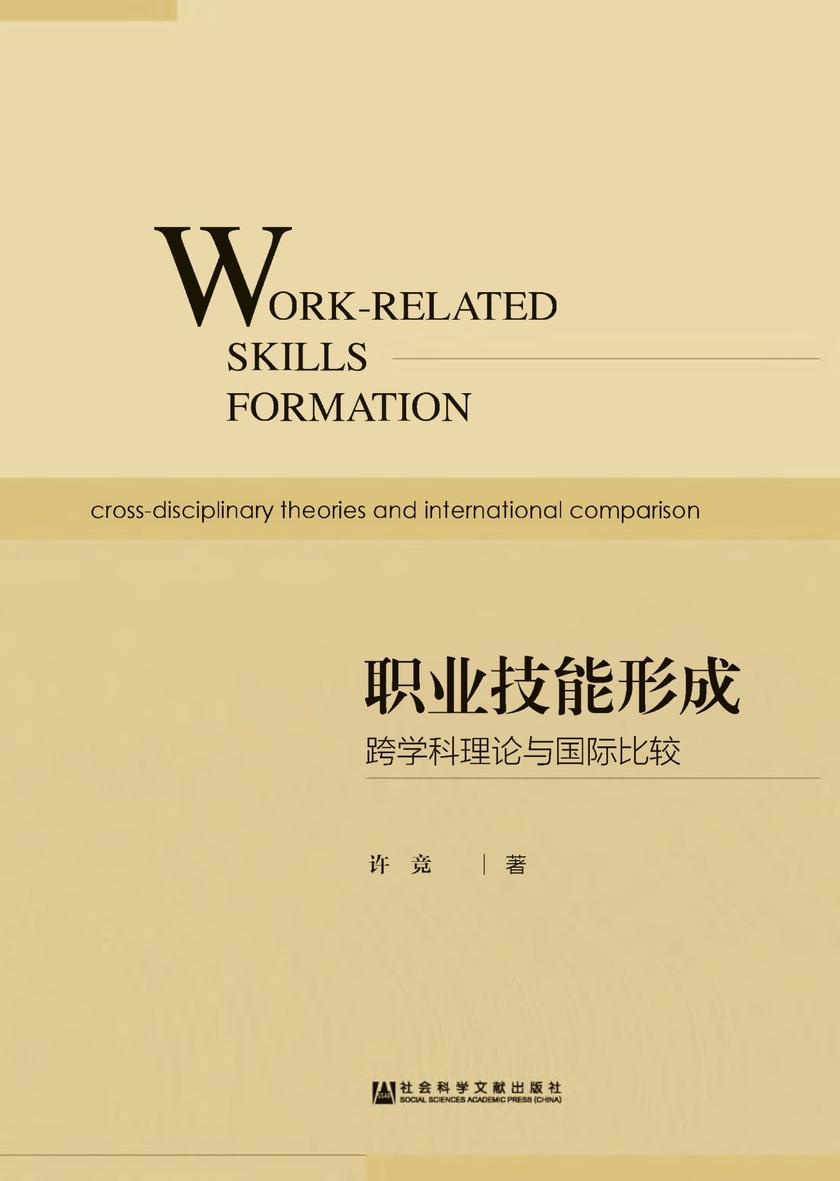 WORK-RELATED
SKILLS
FORMATION
cross-disciplinary theories and international comparison
职业技能形成
跨学科理论与国际比较
许 竞 | 著
SSAP
社会科学文献出版社
SOCIAL SCIENCES ACADEMIC PRESS (CHINA)